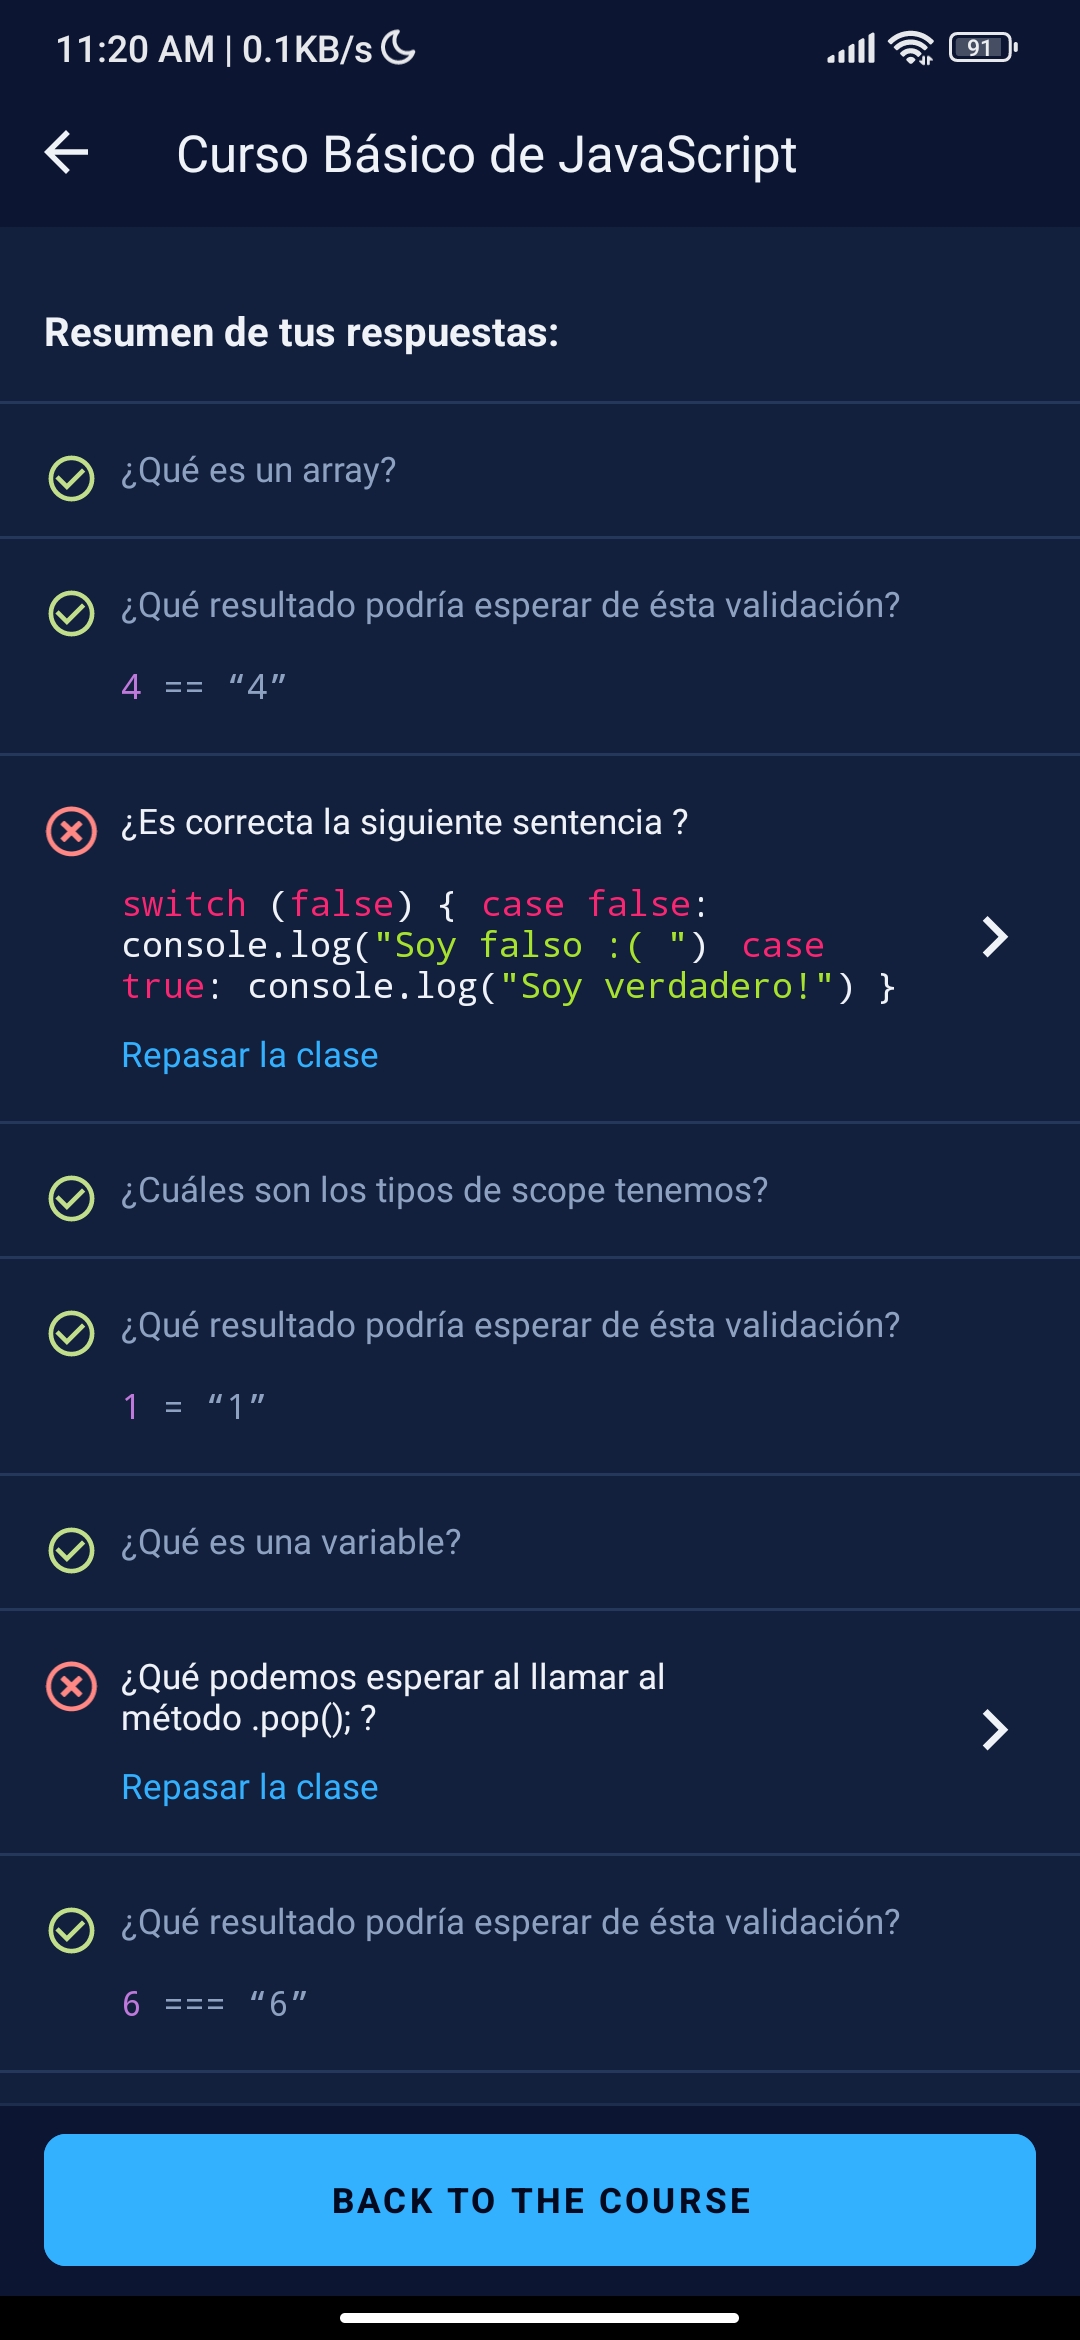 11:20 AM | 0.1KB/s
91
Curso Básico de JavaScript
Resumen de tus respuestas:
¿Qué es un array?
¿Qué resultado podría esperar de ésta validación?
4 == “4”
¿Es correcta la siguiente sentencia ?
switch (false) { case false:
console.log("Soy falso :( ") case
true: console.log("Soy verdadero!") }
Repasar la clase
¿Cuáles son los tipos de scope tenemos?
¿Qué resultado podría esperar de ésta validación?
1 = “1”
¿Qué es una variable?
¿Qué podemos esperar al llamar al
método .pop(); ?
Repasar la clase
¿Qué resultado podría esperar de ésta validación?
6 === “6”
BACK TO THE COURSE